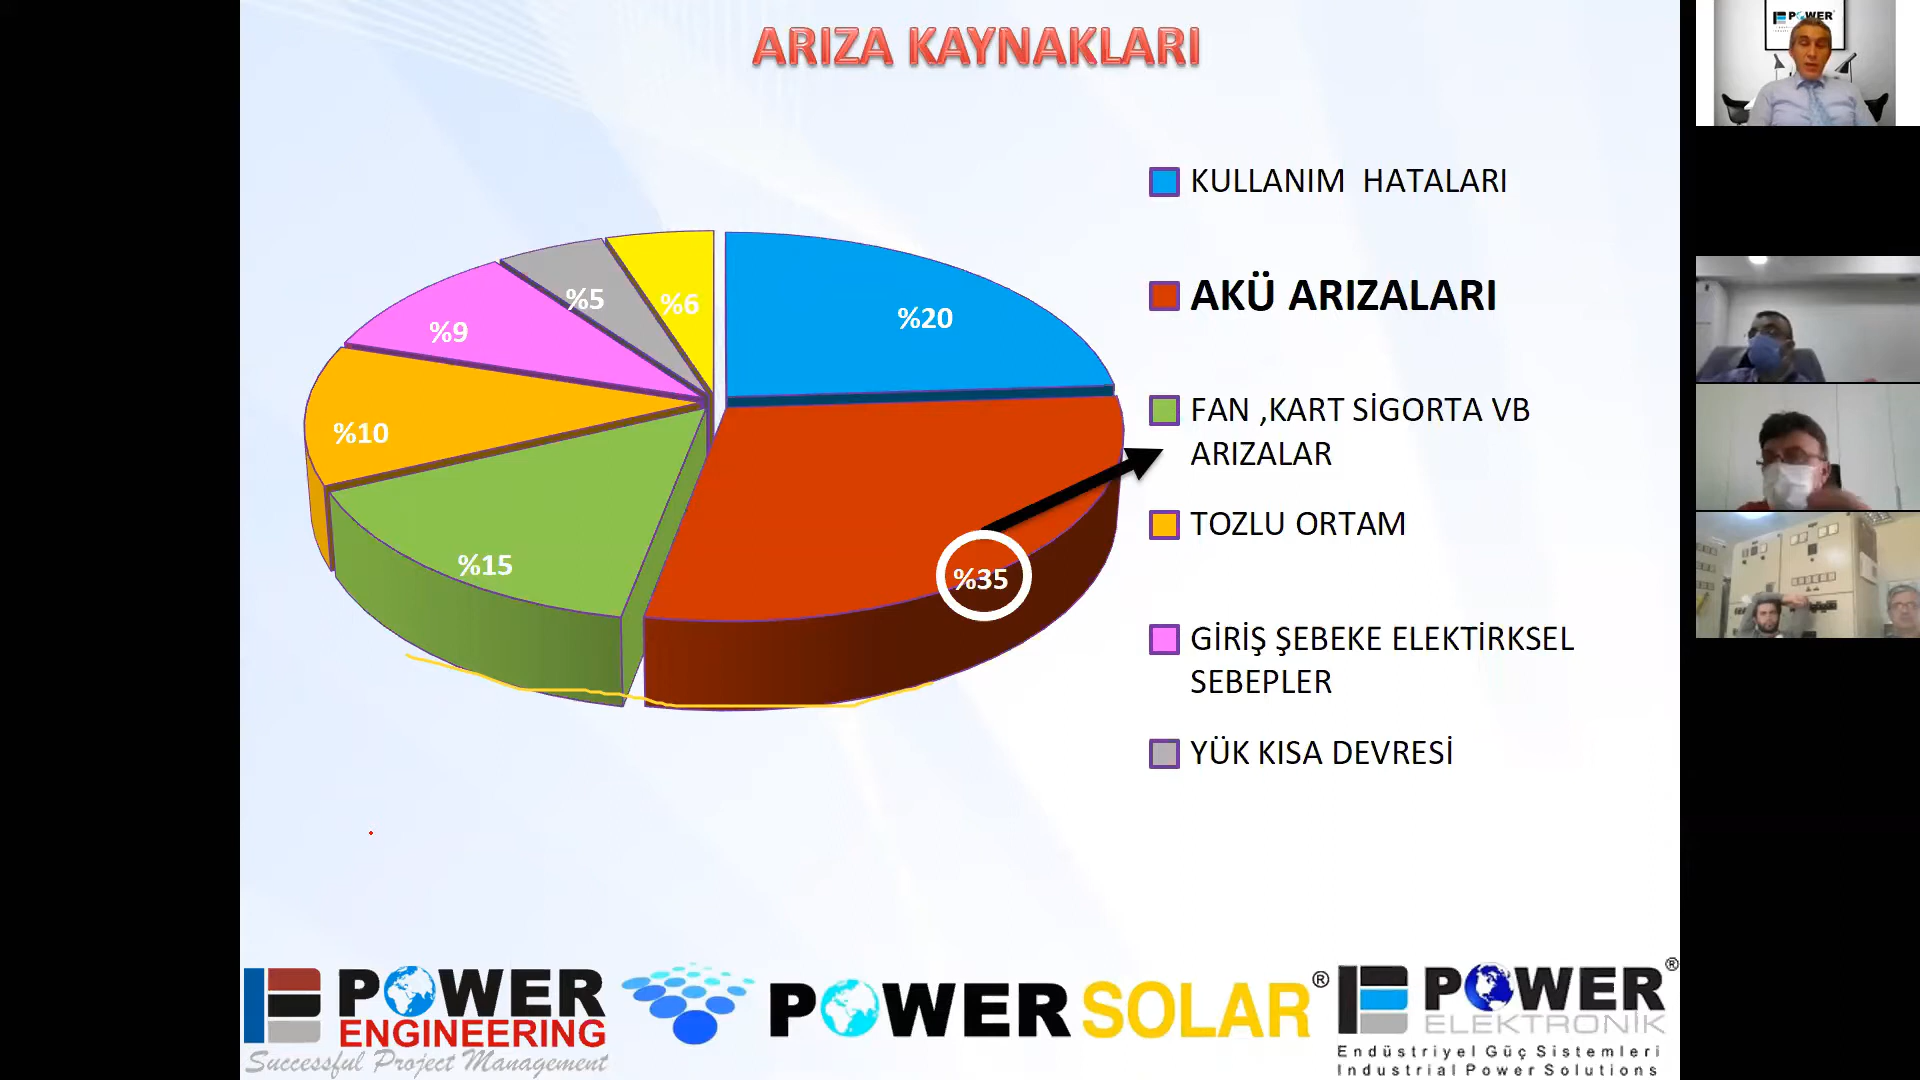 ARIZA KAYNAKLARI
KULLANIM HATALARI
AKÜ ARIZALARI
FAN ,KART SİGORTA VB
ARIZALAR
TOZLU ORTAM
GİRİŞ ŞEBEKE ELEKTİRKSEL
SEBEPLER
YÜK KISA DEVRESİ
%20
%35
%15
%10
%9
%5
%6
POWER
ENGINEERING
Successful Project Management
POWER SOLAR®
POWER®
ELEKTRONİK
Endüstriyel Güç Sistemleri
Industrial Power Solutions
POWER